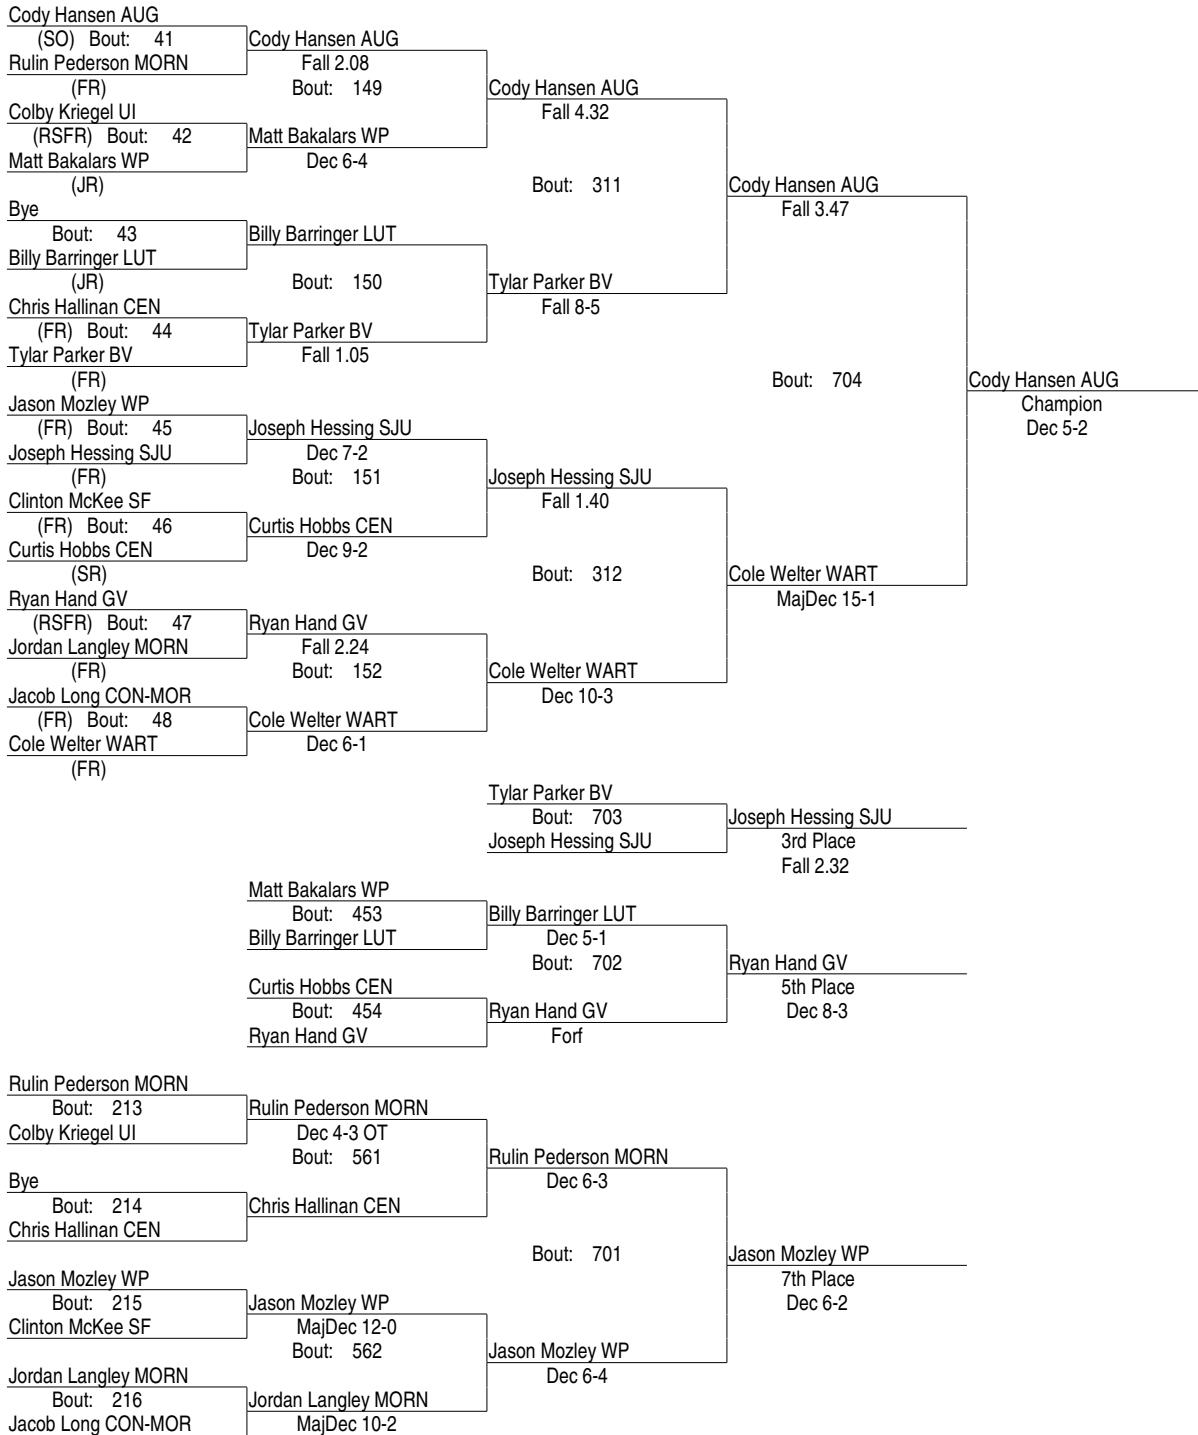 Cody Hansen AUG
(SO) Bout: 41 Cody Hansen AUG
Rulin Pederson MORN Fall 2.08
(FR) Bout: 149 Cody Hansen AUG
Colby Kriegel UI Fall 4.32
(RSFR) Bout: 42 Matt Bakalars WP
Matt Bakalars WP Dec 6-4
(JR) Bout: 311 Cody Hansen AUG
Bye Fall 3.47
Bout: 43 Billy Barringer LUT
Billy Barringer LUT
(JR) Bout: 150 Tylar Parker BV
Chris Hallinan CEN Fall 8-5
(FR) Bout: 44 Tylar Parker BV
Tylar Parker BV Fall 1.05
(FR) Bout: 704 Cody Hansen AUG
Jason Mozley WP Champion
(FR) Bout: 45 Joseph Hessing SJU Dec 5-2
Joseph Hessing SJU Dec 7-2
(FR) Bout: 151 Joseph Hessing SJU
Clinton McKee SF Fall 1.40
(FR) Bout: 46 Curtis Hobbs CEN
Curtis Hobbs CEN Dec 9-2
(SR) Bout: 312 Cole Welter WART
Ryan Hand GV MajDec 15-1
(RSFR) Bout: 47 Ryan Hand GV
Jordan Langley MORN Fall 2.24
(FR) Bout: 152 Cole Welter WART
Jacob Long CON-MOR Dec 10-3
(FR) Bout: 48 Cole Welter WART
Cole Welter WART Dec 6-1
(FR)
Tylar Parker BV
Bout: 703 Joseph Hessing SJU
Joseph Hessing SJU 3rd Place
Fall 2.32
Matt Bakalars WP
Bout: 453 Billy Barringer LUT
Billy Barringer LUT Dec 5-1
Bout: 702 Ryan Hand GV
Curtis Hobbs CEN 5th Place
Bout: 454 Ryan Hand GV Dec 8-3
Ryan Hand GV Forf
Rulin Pederson MORN
Bout: 213 Rulin Pederson MORN
Colby Kriegel UI Dec 4-3 OT
Bout: 561 Rulin Pederson MORN
Bye Dec 6-3
Bout: 214 Chris Hallinan CEN
Chris Hallinan CEN
Bout: 701 Jason Mozley WP
Jason Mozley WP 7th Place
Bout: 215 Jason Mozley WP Dec 6-2
Clinton McKee SF MajDec 12-0
Bout: 562 Jason Mozley WP
Jordan Langley MORN Dec 6-4
Bout: 216 Jordan Langley MORN
Jacob Long CON-MOR MajDec 10-2